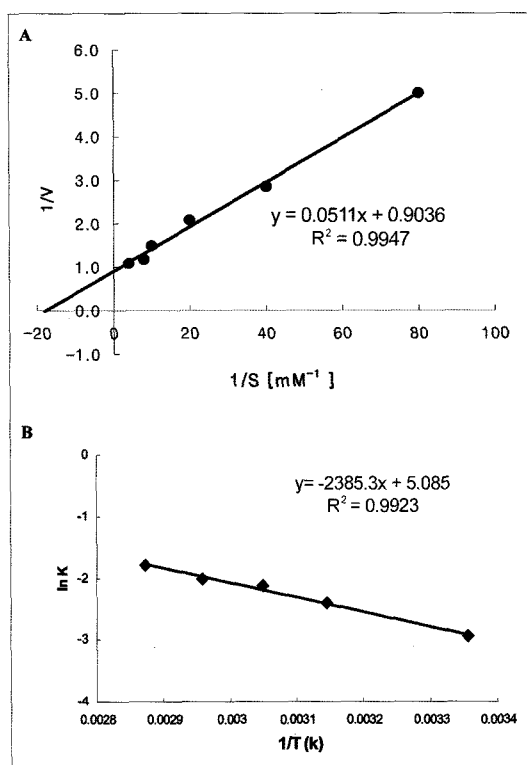 A
6.0
5.0
4.0
3.0
2.0
1.0
0.0
−1.0
1/V
y = 0.0511x + 0.9036
R² = 0.9947
−20 0 20 40 60 80 100
1/S [mM⁻¹]
B
0
-1
-2
-3
-4
ln K
y= -2385.3x + 5.085
R² = 0.9923
0.0028 0.0029 0.003 0.0031 0.0032 0.0033 0.0034
1/T (k)